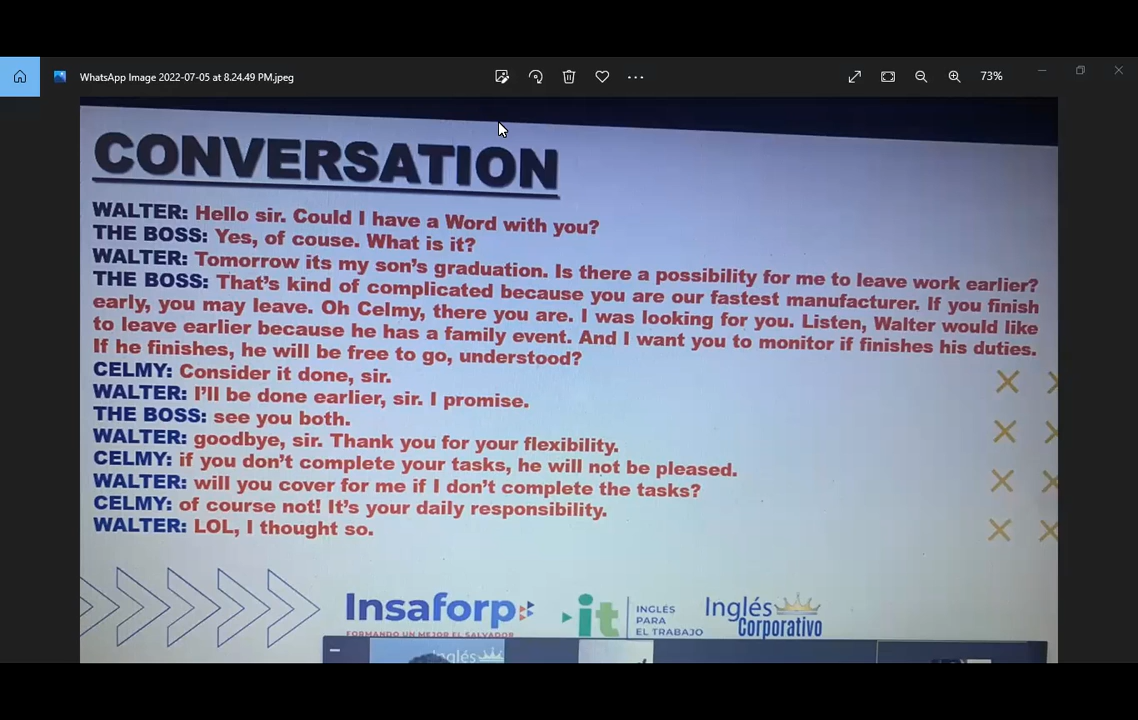 WhatsApp Image 2022-07-05 at 8.24.49 PM.jpeg
73%
CONVERSATION
WALTER: Hello sir. Could I have a Word with you?
THE BOSS: Yes, of couse. What is it?
WALTER: Tomorrow its my son's graduation. Is there a possibility for me to leave work earlier?
THE BOSS: That's kind of complicated because you are our fastest manufacturer. If you finish
early, you may leave. Oh Celmy, there you are. I was looking for you. Listen, Walter would like
to leave earlier because he has a family event. And I want you to monitor if finishes his duties.
If he finishes, he will be free to go, understood?
CELMY: Consider it done, sir.
WALTER: I'll be done earlier, sir. I promise.
THE BOSS: see you both.
WALTER: goodbye, sir. Thank you for your flexibility.
CELMY: if you don't complete your tasks, he will not be pleased.
WALTER: will you cover for me if I don't complete the tasks?
CELMY: of course not! It's your daily responsibility.
WALTER: LOL, I thought so.
Insaforp
FORMANDO UN MEJOR EL SALVADOR
it
INGLÉS
PARA
EL TRABAJO
Inglés
Corporativo
Inglés